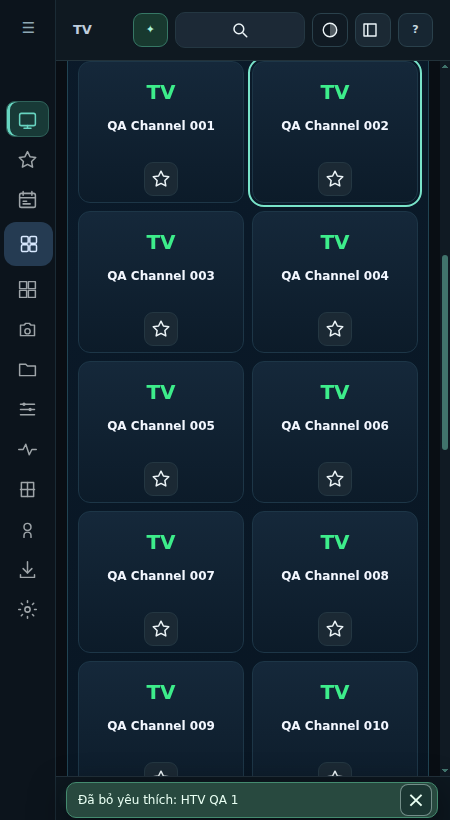 TV
?
TV
QA Channel 001
TV
QA Channel 002
TV
QA Channel 003
TV
QA Channel 004
TV
QA Channel 005
TV
QA Channel 006
TV
QA Channel 007
TV
QA Channel 008
TV
QA Channel 009
TV
QA Channel 010
Đã bỏ yêu thích: HTV QA 1